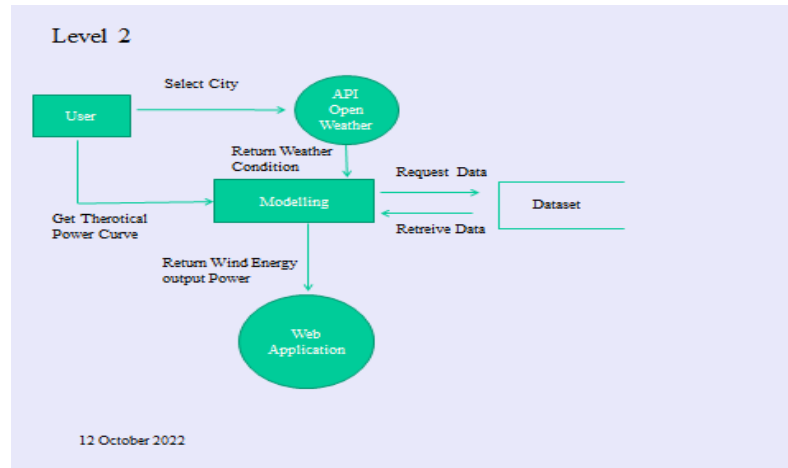 Level 2
Select City
API
Open
Weather
User
Return Weather
Condition
Request Data
Modelling
Dataset
Get Therotical
Power Curve
Retreive Data
Return Wind Energy
output Power
Web
Application
12 October 2022